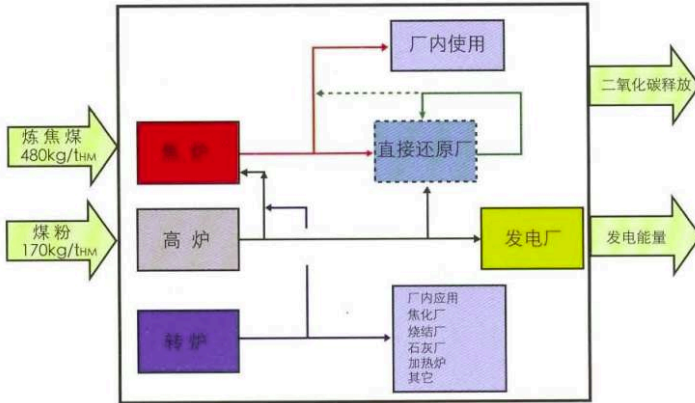 厂内使用
二氧化碳释放
炼焦煤
480kg/tHM
焦炉
直接还原厂
煤粉
170kg/tHM
高炉
发电厂
发电能量
转炉
厂内应用
焦化厂
烧结厂
石灰厂
加热炉
其它